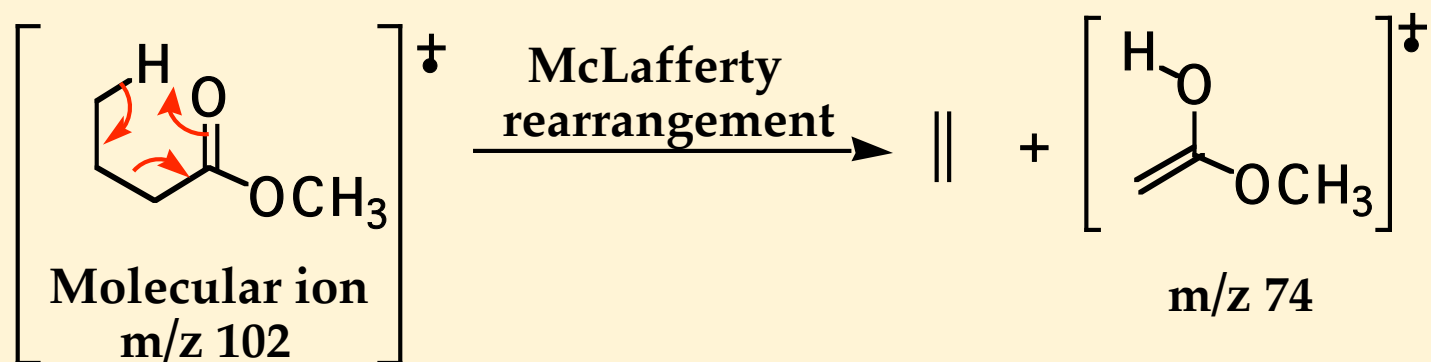 H
O
OCH3
Molecular ion
m/z 102
McLafferty
rearrangement
+
H
O
OCH3
m/z 74